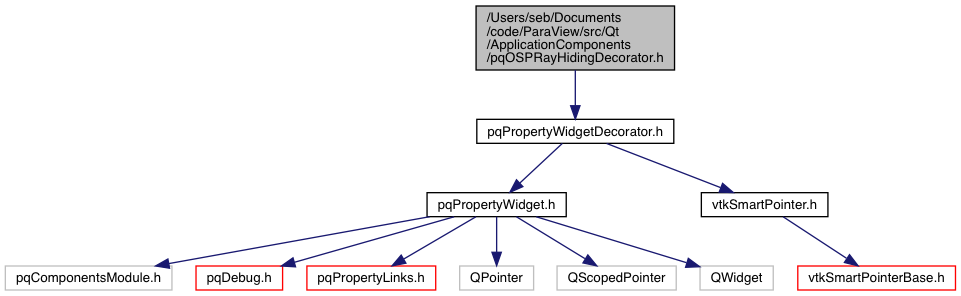 /Users/seb/Documents
/code/ParaView/src/Qt
/ApplicationComponents
/pqOSPRayHidingDecorator.h
pqPropertyWidgetDecorator.h
pqPropertyWidget.h
vtkSmartPointer.h
pqComponentsModule.h
pqDebug.h
pqPropertyLinks.h
QPointer
QScopedPointer
QWidget
vtkSmartPointerBase.h